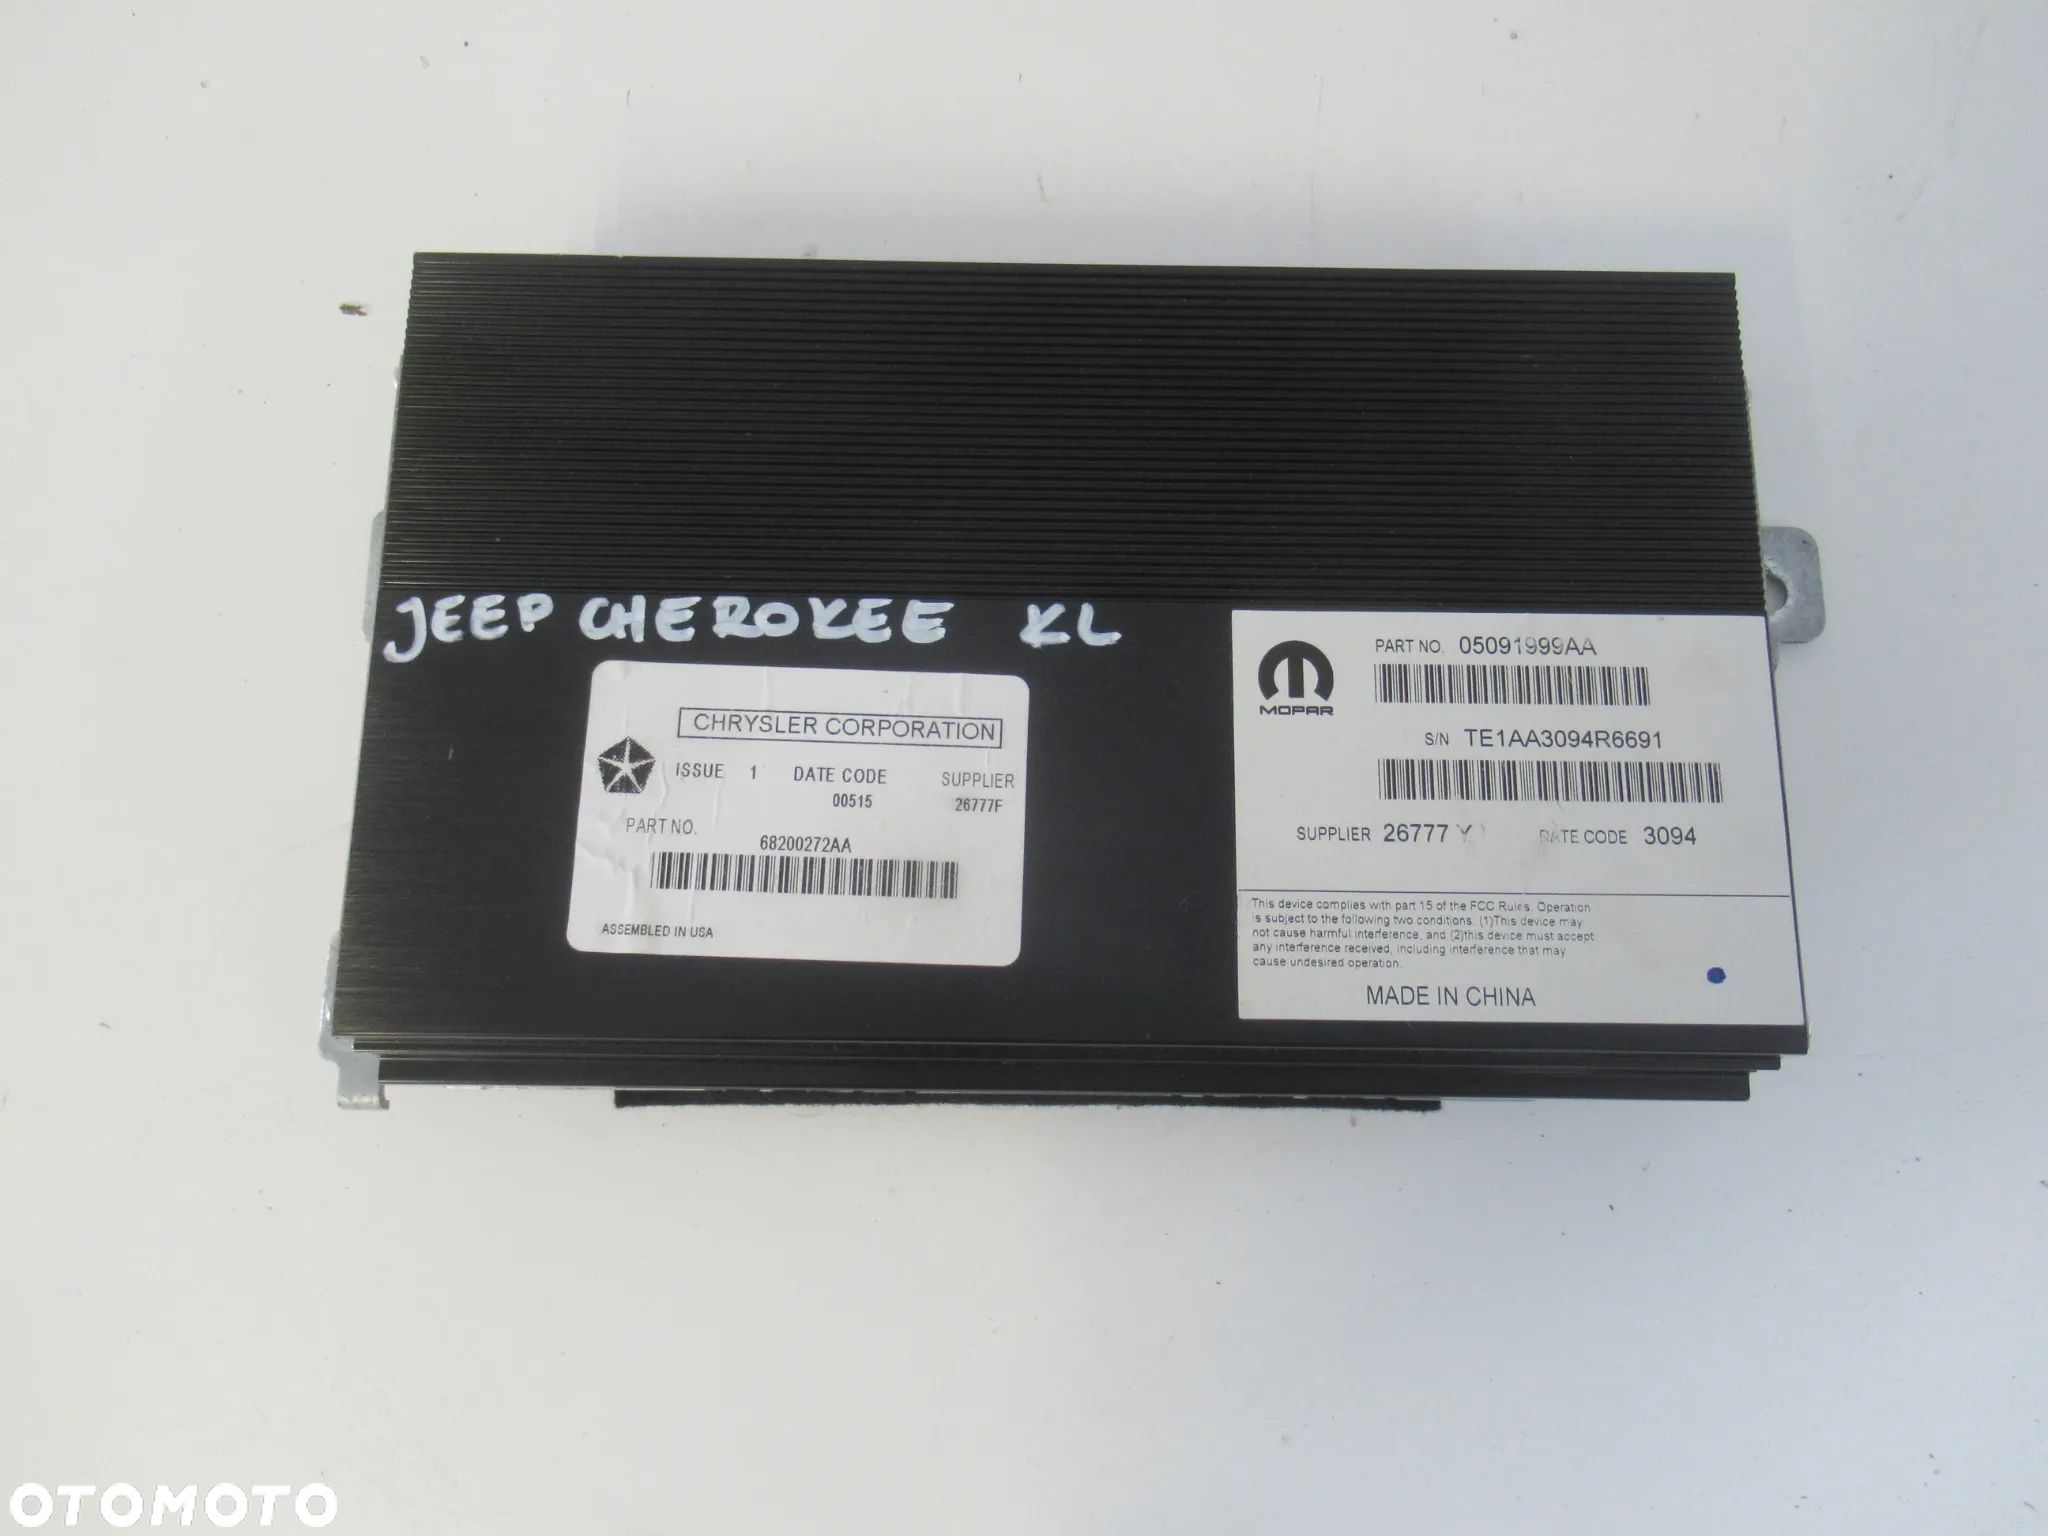 JEEP CHEROKEE KL
CHRYSLER CORPORATION
ISSUE 1 DATE CODE SUPPLIER
00515 26777F
PART NO.
68200272AA
ASSEMBLED IN USA
MOPAR
PART NO. 05091999AA
S/N TE1AA3094R6691
SUPPLIER 26777 Y DATE CODE 3094
This device complies with part 15 of the FCC Rules. Operation
is subject to the following two conditions. (1)This device may
not cause harmful interference, and (2)this device must accept
any interference received, including interference that may
cause undesired operation.
MADE IN CHINA
OTOMOTO